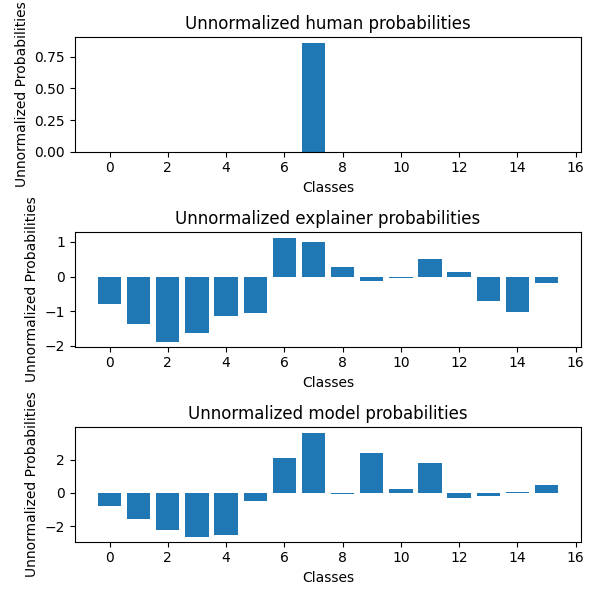 Unnormalized human probabilities
Unnormalized Probabilities
0.75
0.50
0.25
0.00
0 2 4 6 8 10 12 14 16
Classes
Unnormalized explainer probabilities
Unnormalized Probabilities
1
0
−1
−2
0 2 4 6 8 10 12 14 16
Classes
Unnormalized model probabilities
Unnormalized Probabilities
2
0
−2
0 2 4 6 8 10 12 14 16
Classes